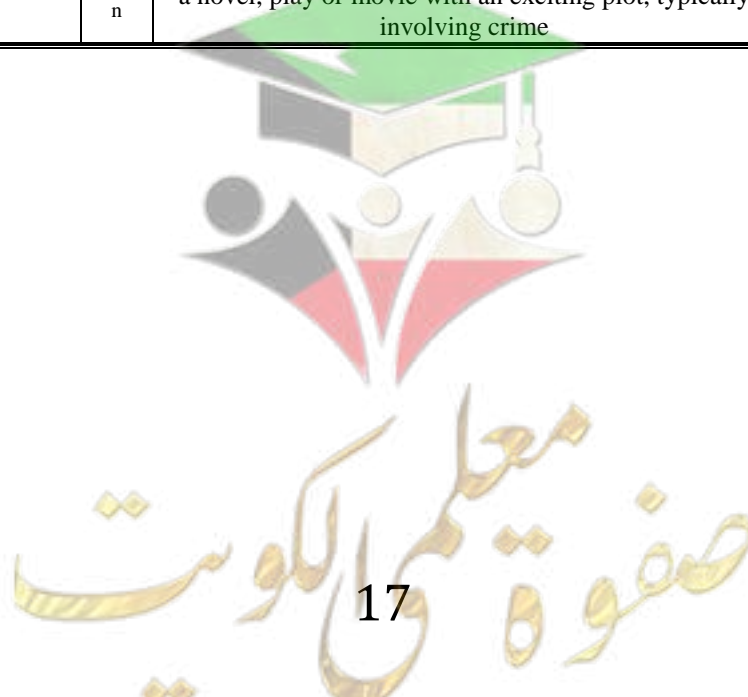 n
a novel, play or movie with an exciting plot, typically
involving crime
صفوة معلمي الكويت
17